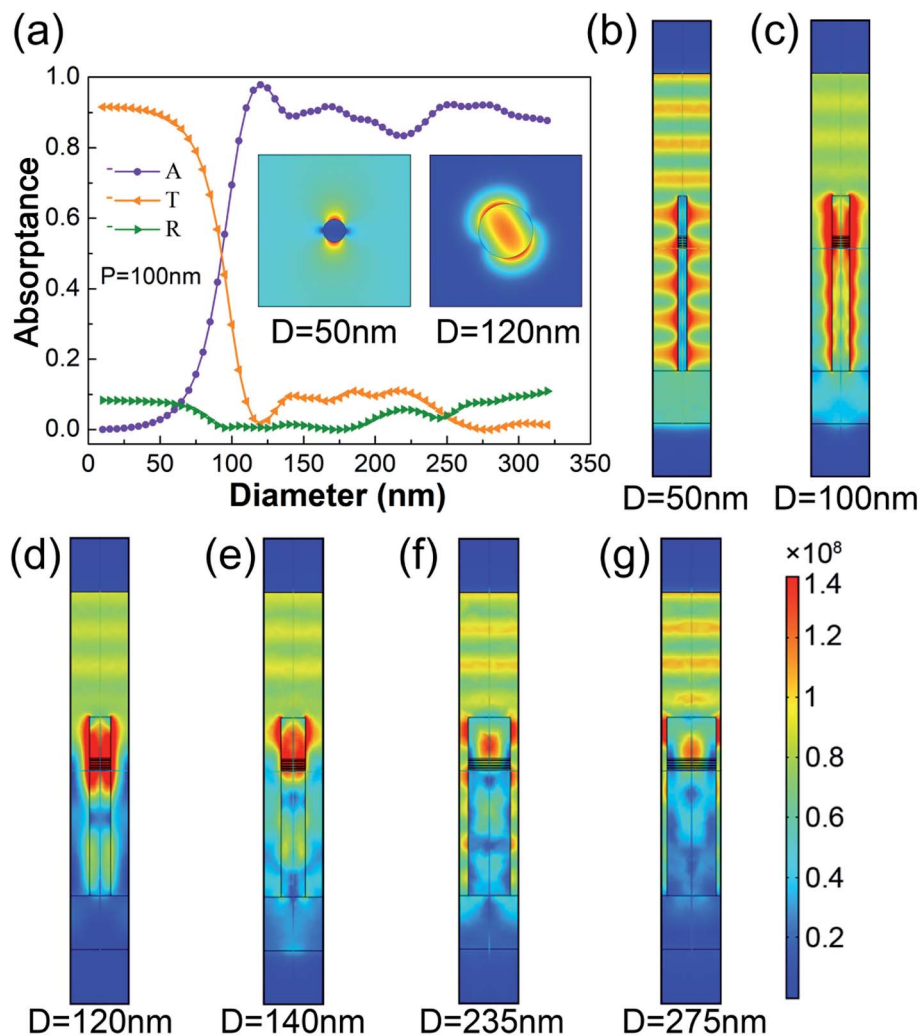 (a)
Absorptance
1.0
0.8
0.6
0.4
0.2
0.0
A
T
R
P=100nm
D=50nm
D=120nm
0 50 100 150 200 250 300 350
Diameter (nm)
(b)
D=50nm
(c)
D=100nm
(d)
D=120nm
(e)
D=140nm
(f)
D=235nm
(g)
D=275nm
×10⁸
1.4
1.2
1
0.8
0.6
0.4
0.2